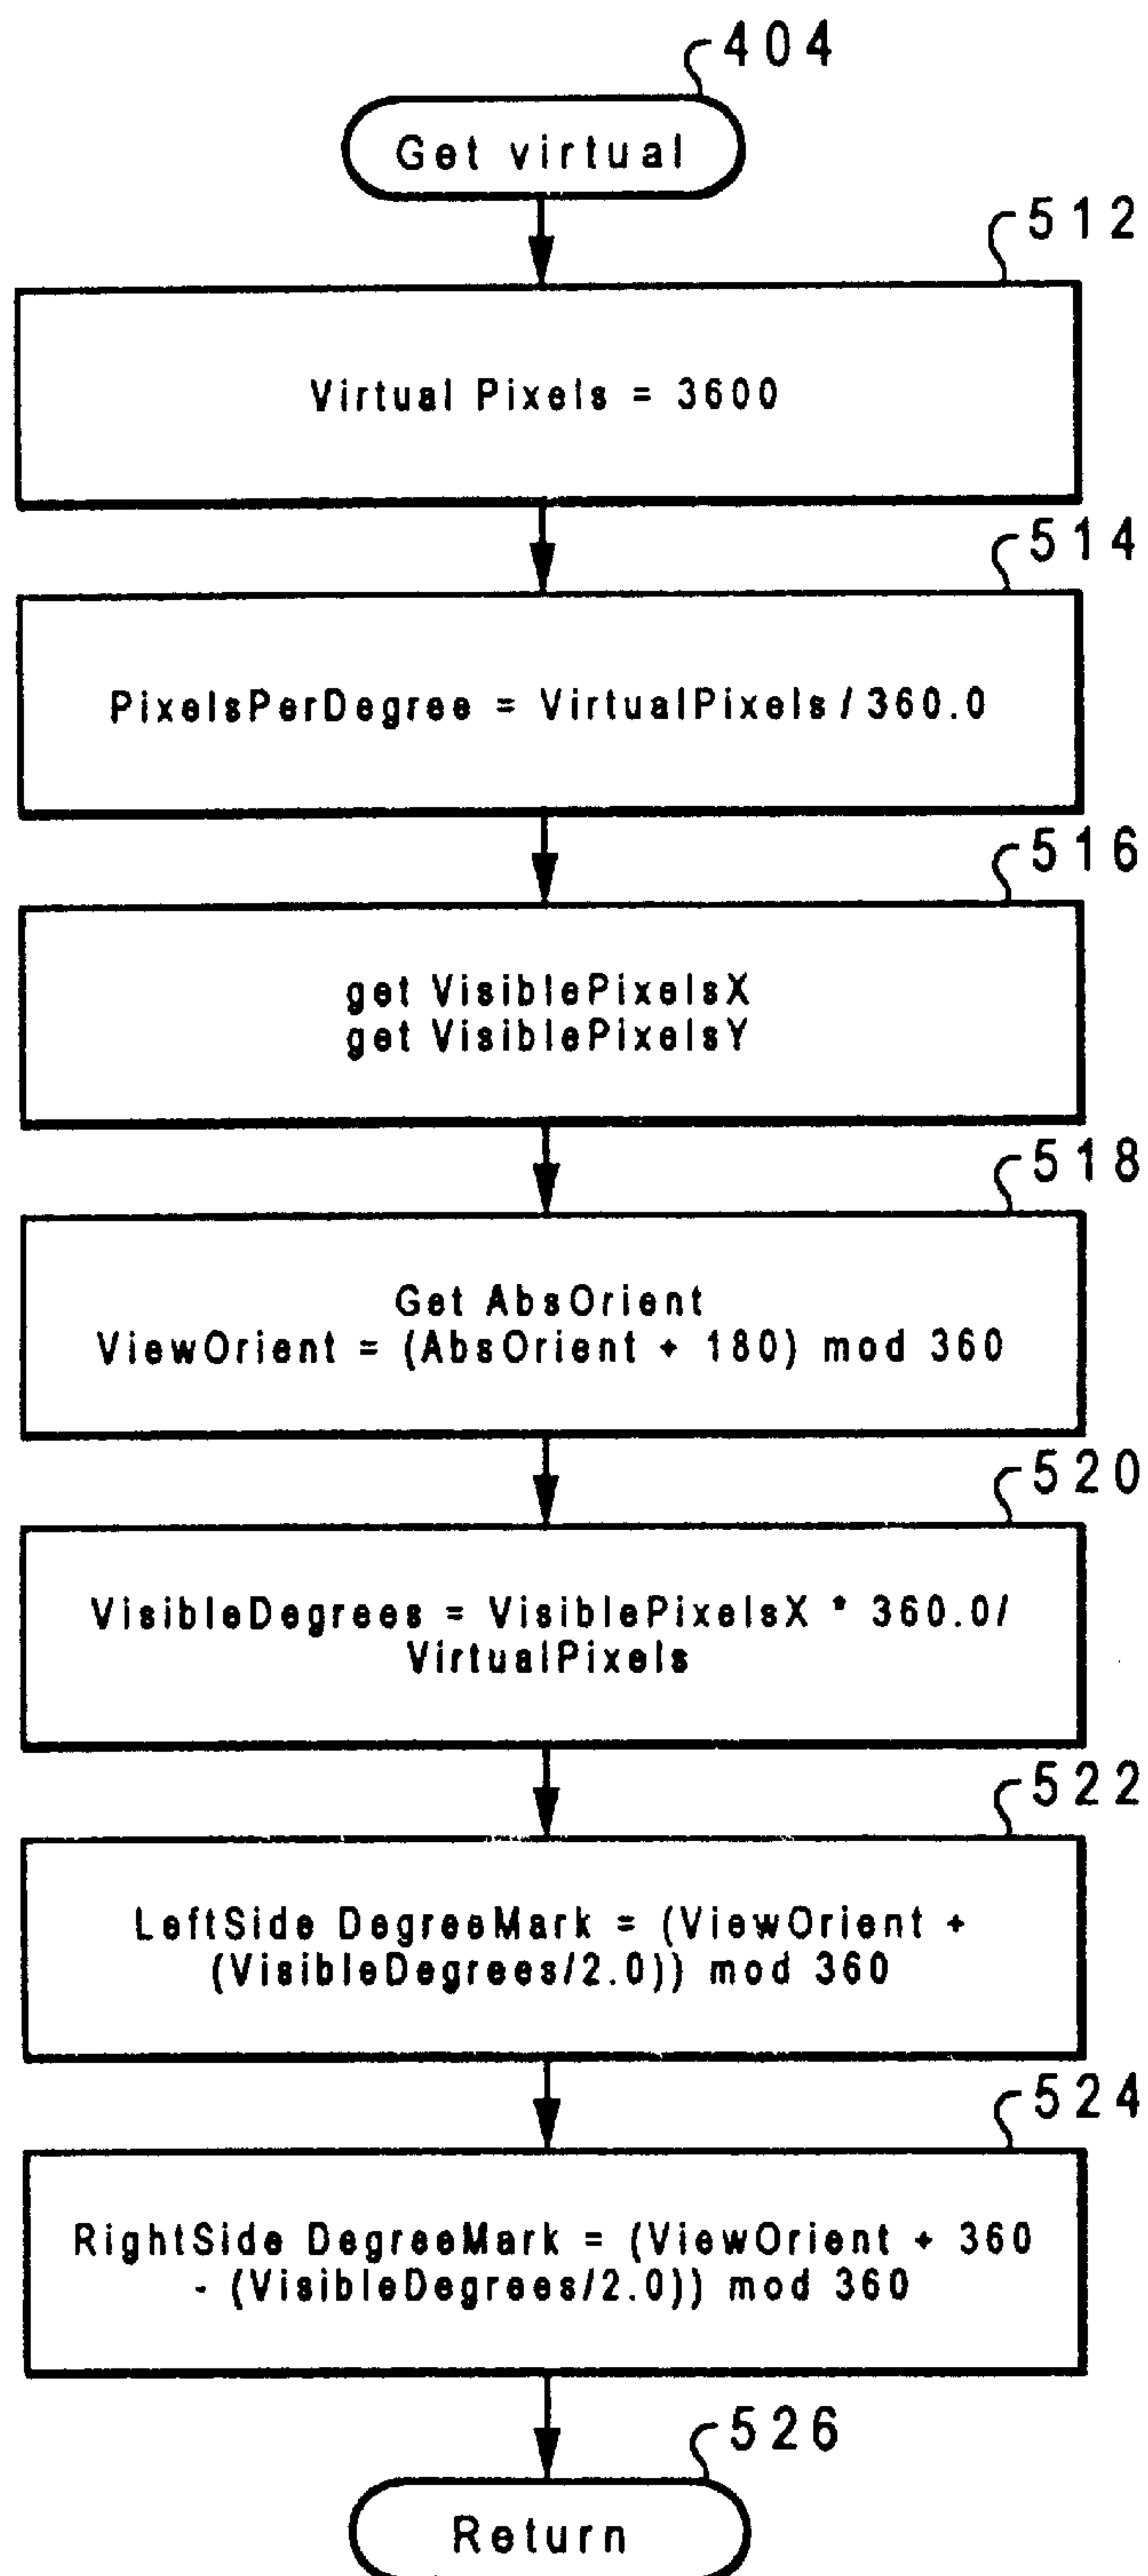 404
Get virtual
512
Virtual Pixels = 3600
514
PixelsPerDegree = VirtualPixels/360.0
516
get VisiblePixelsX
get VisiblePixelsY
518
Get AbsOrient
ViewOrient = (AbsOrient + 180) mod 360
520
VisibleDegrees = VisiblePixelsX * 360.0/
VirtualPixels
522
LeftSide DegreeMark = (ViewOrient +
(VisibleDegrees/2.0)) mod 360
524
RightSide DegreeMark = (ViewOrient + 360
- (VisibleDegrees/2.0)) mod 360
526
Return